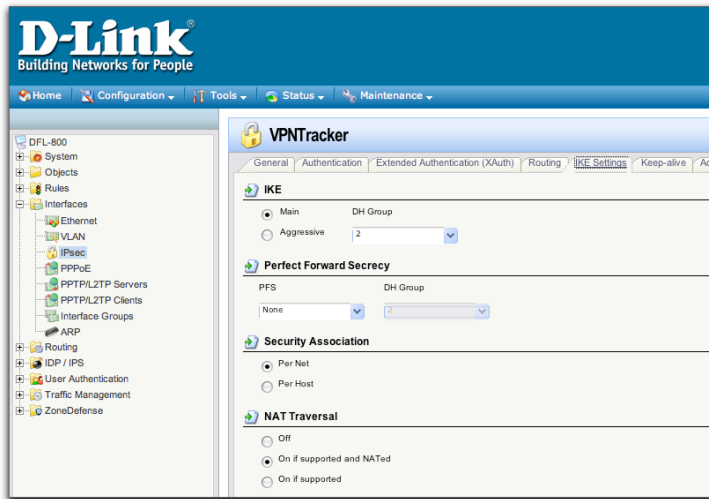 D-Link®
Building Networks for People
Home Configuration Tools Status Maintenance
DFL-800
System
Objects
Rules
Interfaces
Ethernet
VLAN
IPsec
PPPoE
PPTP/L2TP Servers
PPTP/L2TP Clients
Interface Groups
ARP
Routing
IDP / IPS
User Authentication
Traffic Management
ZoneDefense
VPNTracker
General Authentication Extended Authentication (XAuth) Routing IKE Settings Keep-alive
IKE
Main DH Group
Aggressive 2
Perfect Forward Secrecy
PFS DH Group
None 2
Security Association
Per Net
Per Host
NAT Traversal
Off
On if supported and NATed
On if supported